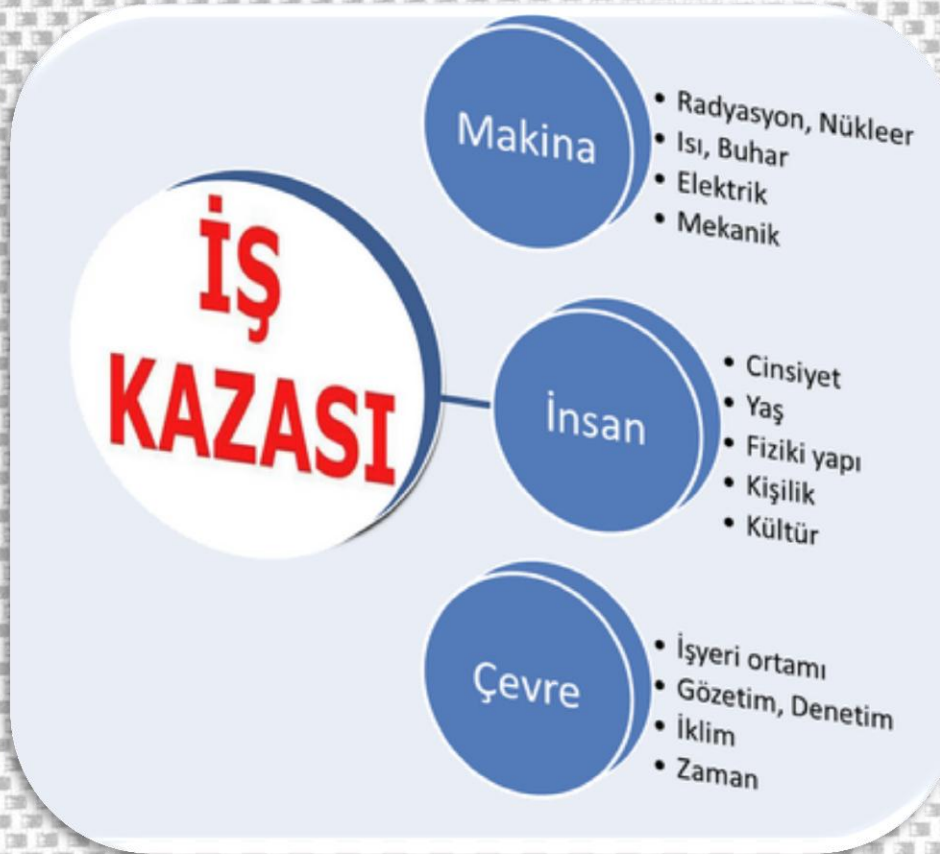 İŞ
KAZASI
Makina
• Radyasyon, Nükleer
• Isı, Buhar
• Elektrik
• Mekanik
İnsan
• Cinsiyet
• Yaş
• Fiziki yapı
• Kişilik
• Kültür
Çevre
• İşyeri ortamı
• Gözetim, Denetim
• İklim
• Zaman